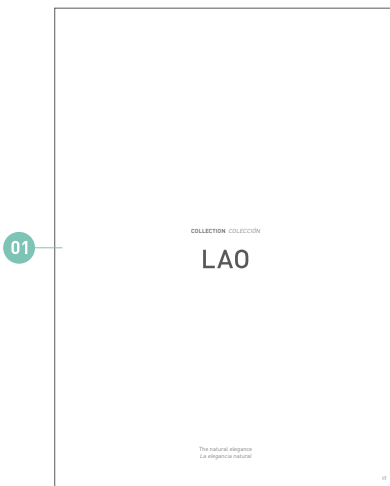 COLLECTION COLECCIÓN
01
LAO
The natural elegance
La elegancia natural